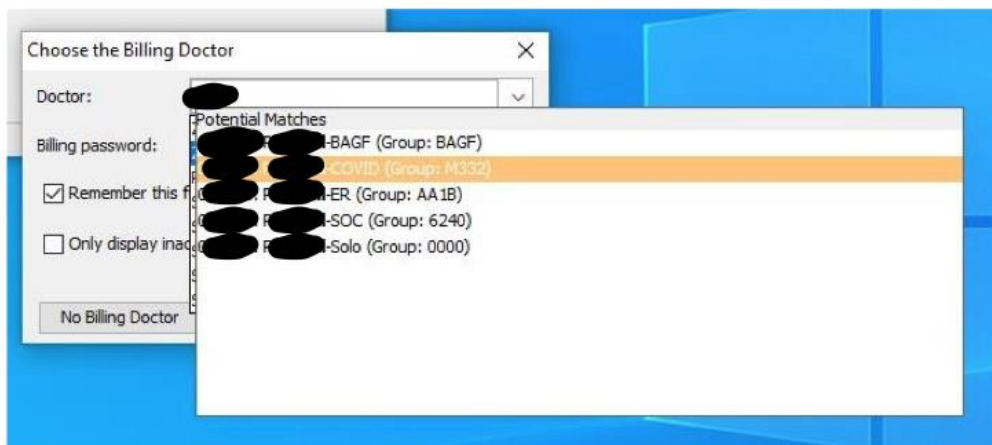 Choose the Billing Doctor
Doctor:
Potential Matches
Billing password:
-BAGF (Group: BAGF)
-COVID (Group: M332)
Remember this f
-ER (Group: AA1B)
-SOC (Group: 6240)
Only display inac
-Solo (Group: 0000)
No Billing Doctor